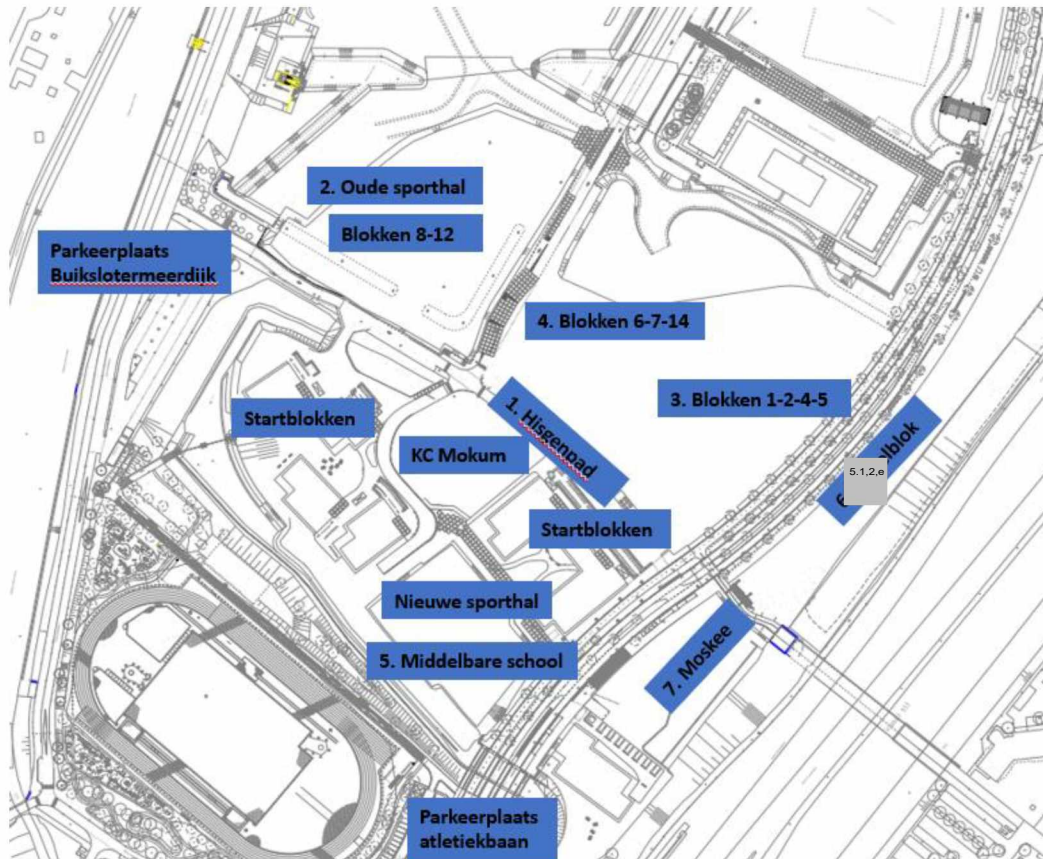 2. Oude sporthal
Blokken 8-12
Parkeerplaats
Buikslotermeerdijk
4. Blokken 6-7-14
3. Blokken 1-2-4-5
1. Hisgenpad
Startblokken
KC Mokum
5.1,2,e
Startblokken
Nieuwe sporthal
5. Middelbare school
7. Moskee
Parkeerplaats
atletiekbaan